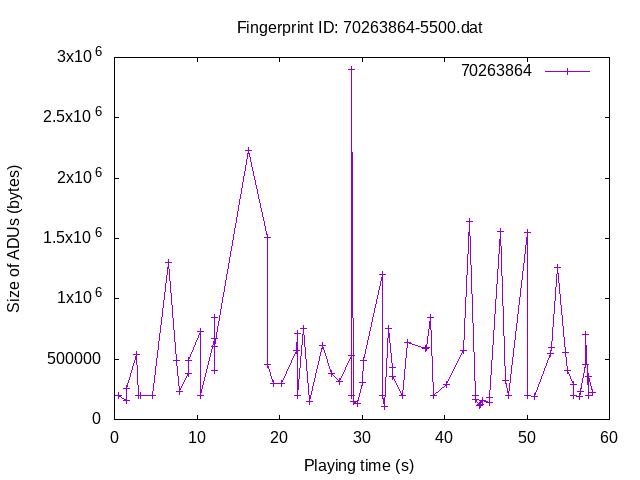 Fingerprint ID: 70263864-5500.dat
3x10^6
70263864
2.5x10^6
2x10^6
1.5x10^6
1x10^6
500000
0
Size of ADUs (bytes)
0 10 20 30 40 50 60
Playing time (s)